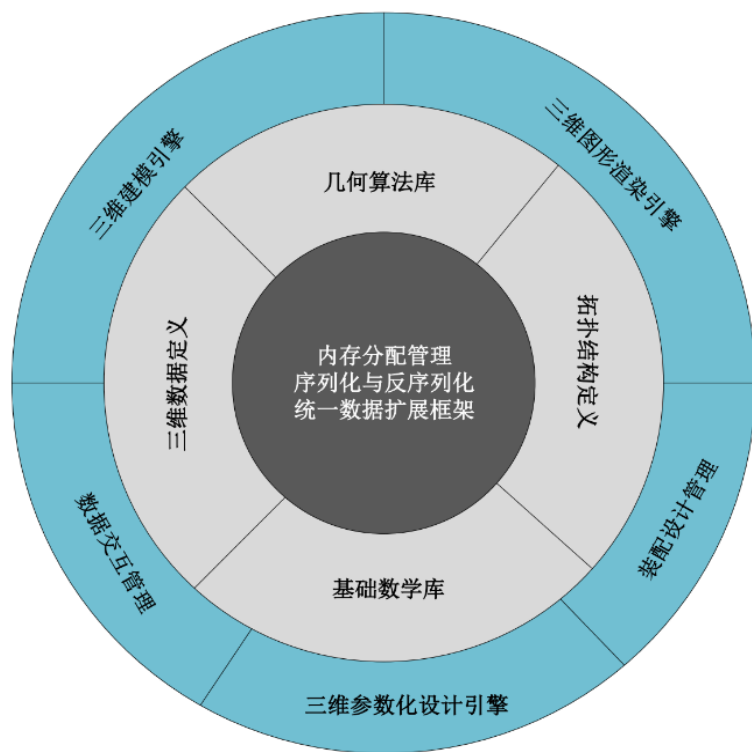 三维建模引擎
三维图形渲染引擎
几何算法库
三维数据定义
内存分配管理
序列化与反序列化
统一数据扩展框架
拓扑结构定义
基础数学库
数据交互管理
装配设计管理
三维参数化设计引擎